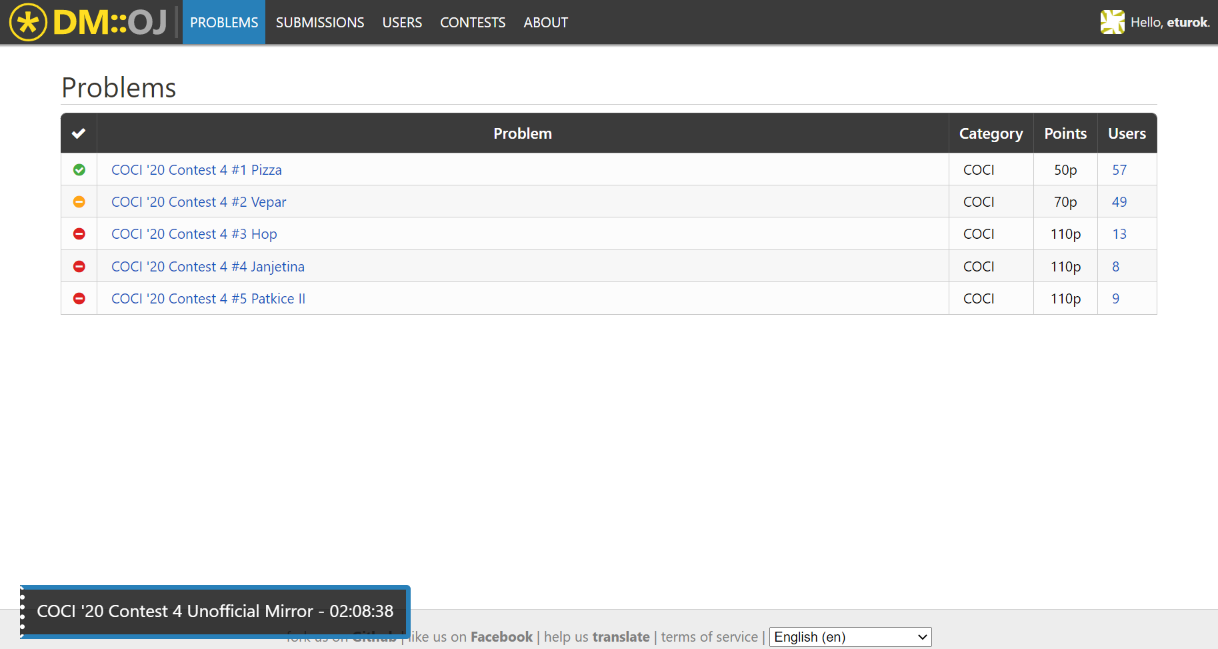 DM::OJ PROBLEMS SUBMISSIONS USERS CONTESTS ABOUT Hello, eturok.
Problems
Problem Category Points Users
COCI '20 Contest 4 #1 Pizza COCI 50p 57
COCI '20 Contest 4 #2 Vepar COCI 70p 49
COCI '20 Contest 4 #3 Hop COCI 110p 13
COCI '20 Contest 4 #4 Janjetina COCI 110p 8
COCI '20 Contest 4 #5 Patkice II COCI 110p 9
COCI '20 Contest 4 Unofficial Mirror - 02:08:38
fork us on Github | like us on Facebook | help us translate | terms of service | English (en)